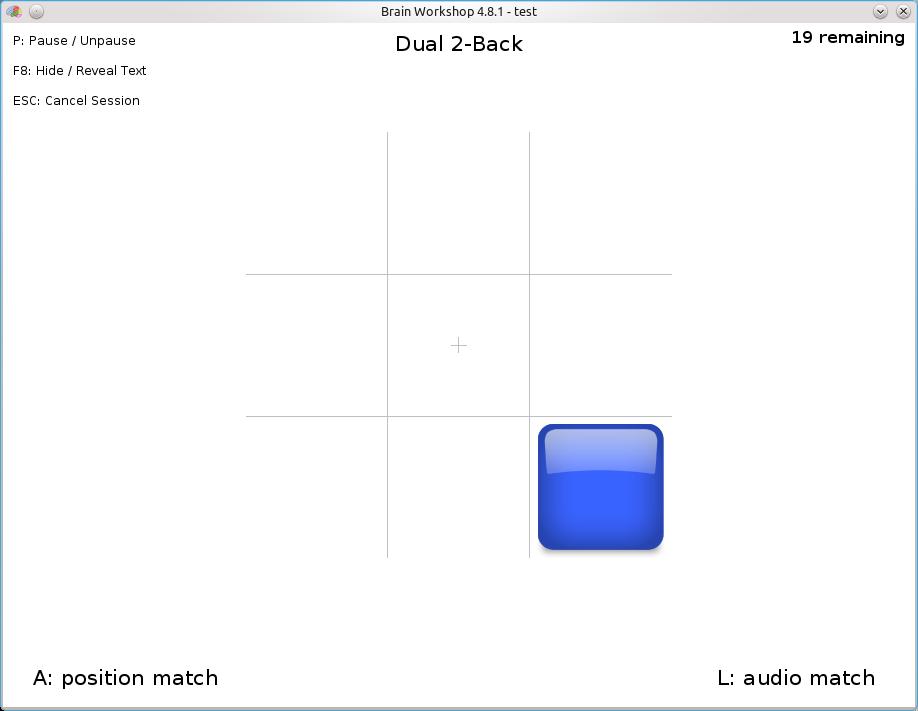 Brain Workshop 4.8.1 - test
P: Pause / Unpause
Dual 2-Back
19 remaining
F8: Hide / Reveal Text
ESC: Cancel Session
A: position match
L: audio match